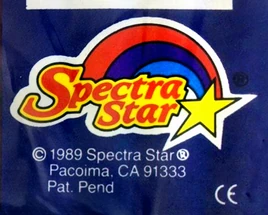 Spectra
Star
®
© 1989 Spectra Star®
Pacoima, CA 91333
Pat. Pend
CE